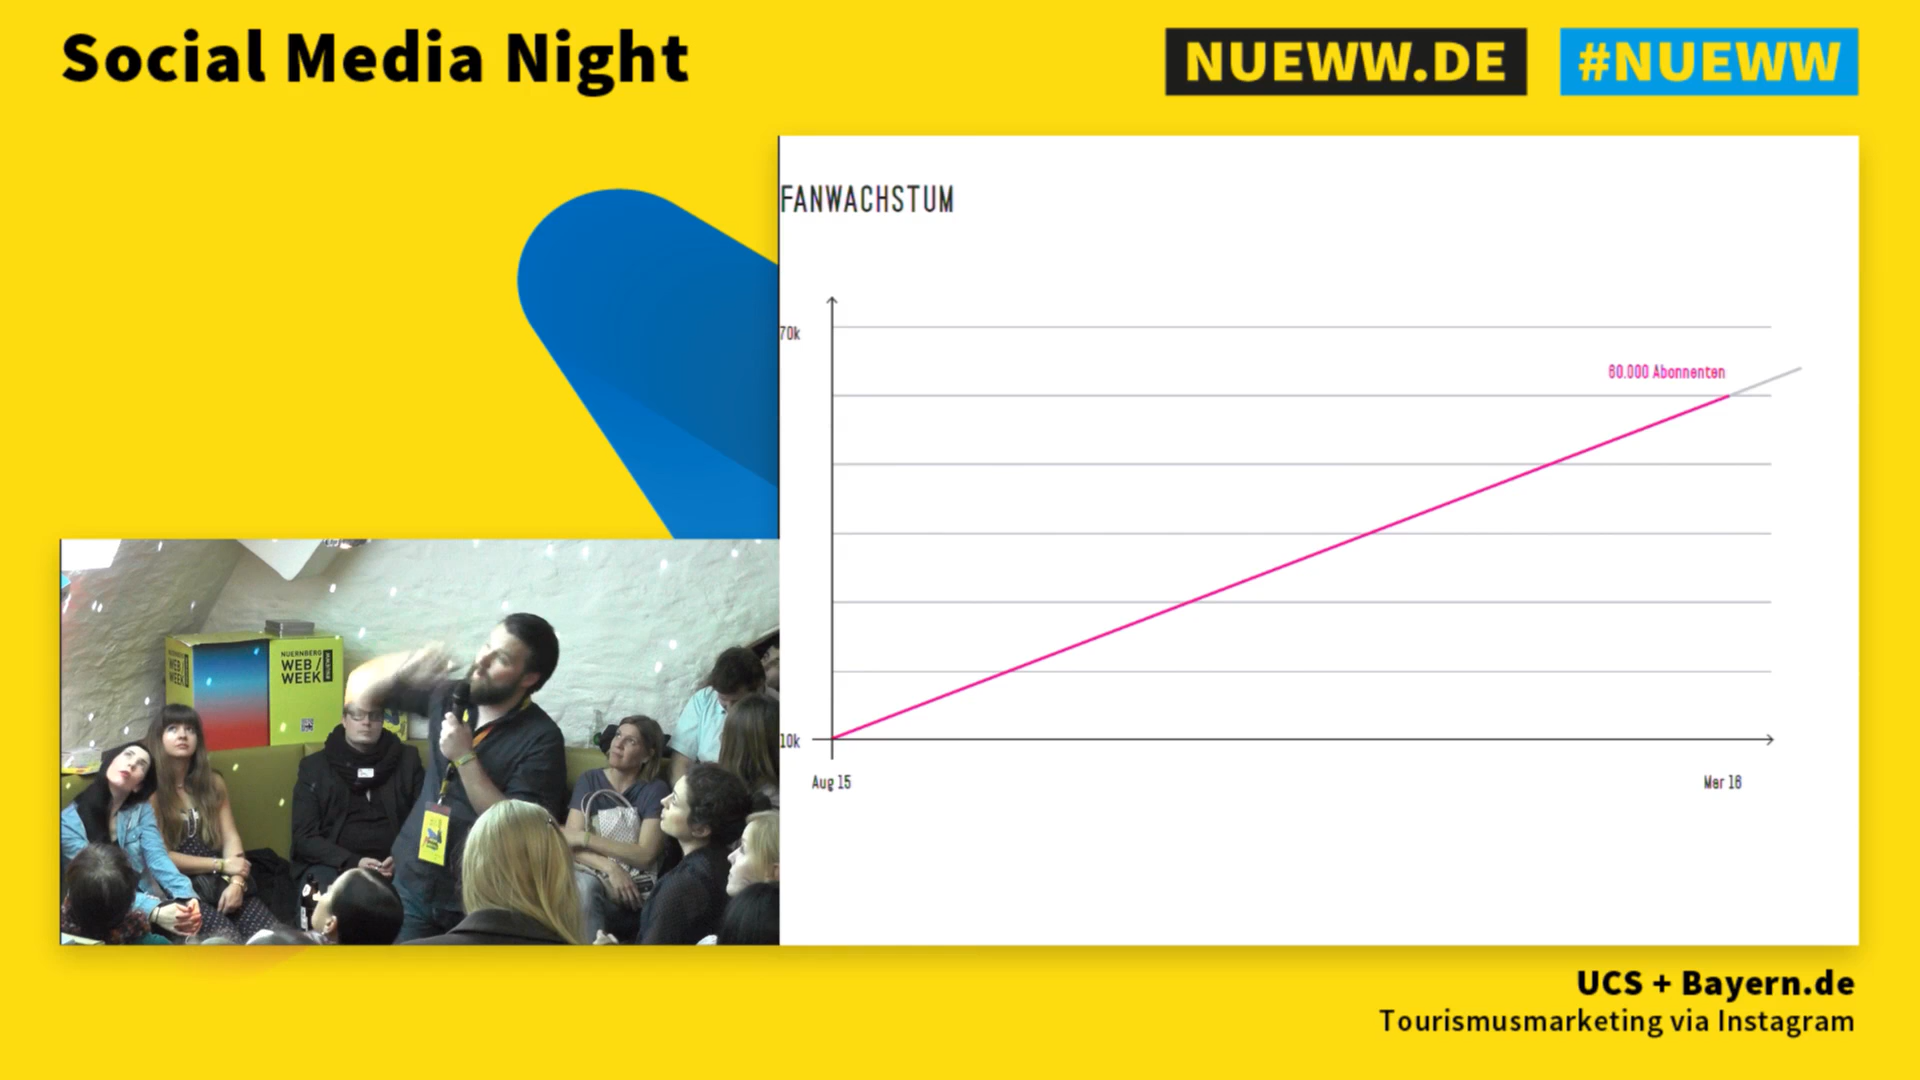 Social Media Night
NUEWW.DE
#NUEWW
FANWACHSTUM
70k
60.000 Abonnenten
10k
Aug 15
Mar 16
NUERNBERG
WEB/
WEEK
UCS + Bayern.de
Tourismusmarketing via Instagram